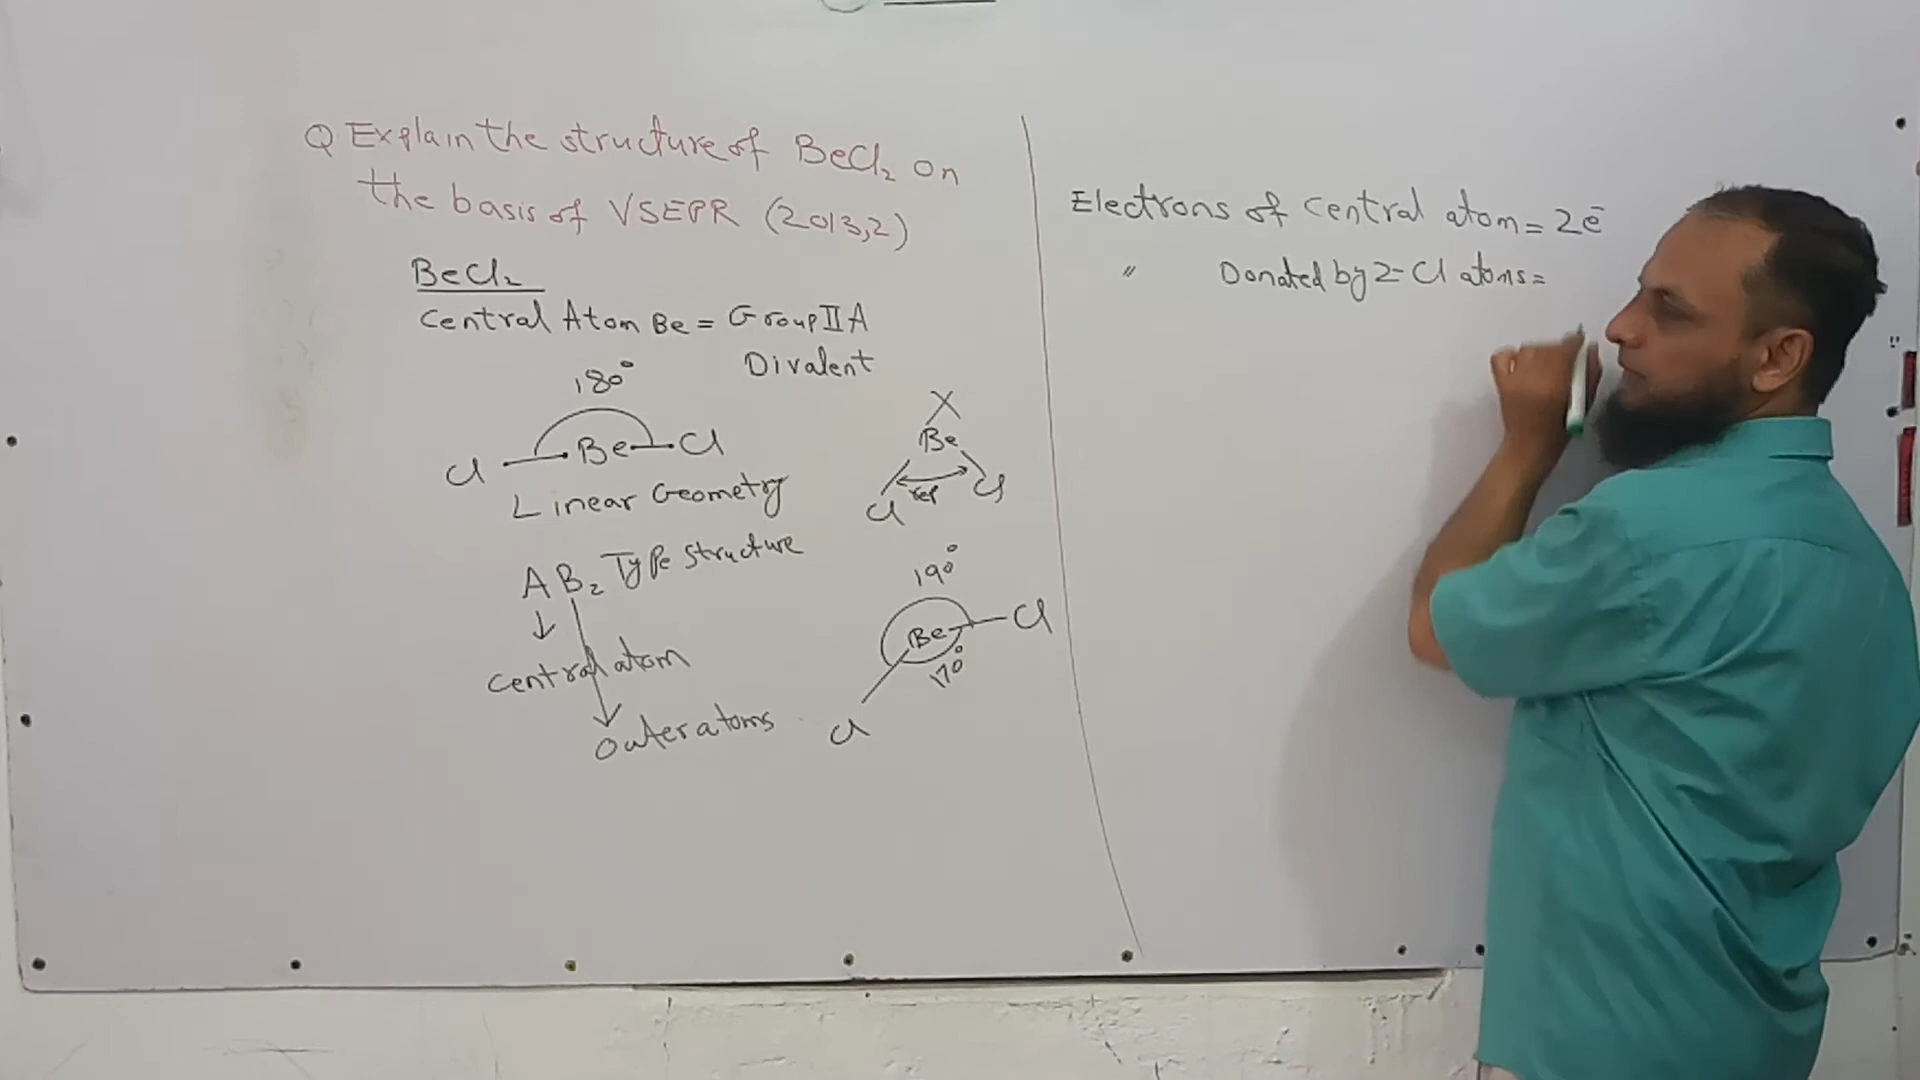 Q Explain the structure of BeCl₂ on
the basis of VSEPR (2013,2)
BeCl₂
Central Atom Be = Group II A
Divalent
180°
Cl Be Cl
Linear Geometry
AB₂ Type structure
central atom
outer atoms
X
Be
rep
Cl Cl
190°
Be Cl
170°
Cl
Electrons of central atom = 2e⁻
" Donated by 2-Cl atoms =